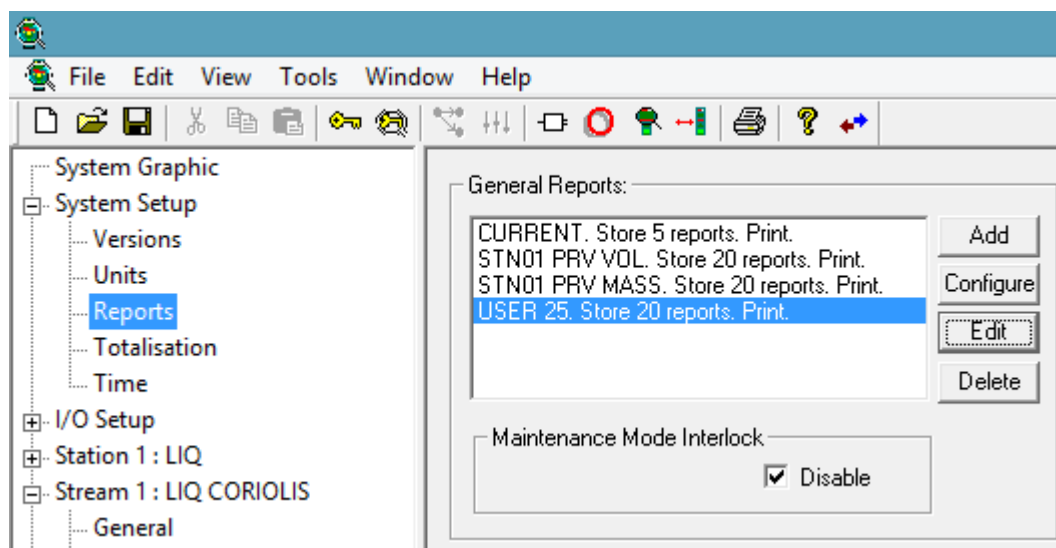 File Edit View Tools Window Help
System Graphic
System Setup
Versions
Units
Reports
Totalisation
Time
I/O Setup
Station 1 : LIQ
Stream 1 : LIQ CORIOLIS
General
General Reports:
CURRENT. Store 5 reports. Print.
STN01 PRV VOL. Store 20 reports. Print.
STN01 PRV MASS. Store 20 reports. Print.
USER 25. Store 20 reports. Print.
Add
Configure
Edit
Delete
Maintenance Mode Interlock
Disable